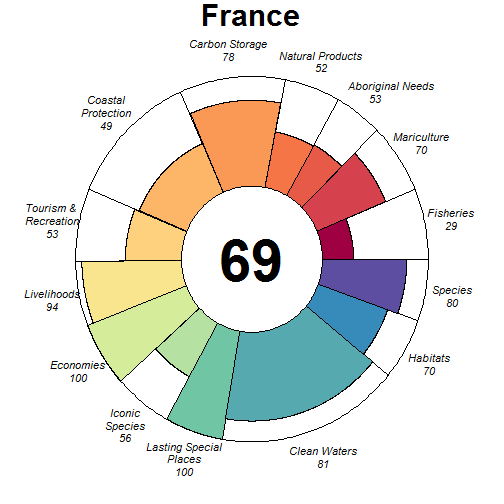 France
Carbon Storage
78
Natural Products
52
Aboriginal Needs
53
Mariculture
70
Fisheries
29
Species
80
Habitats
70
Clean Waters
81
Lasting Special
Places
100
Iconic
Species
56
Economies
100
Livelihoods
94
Tourism &
Recreation
53
Coastal
Protection
49
69